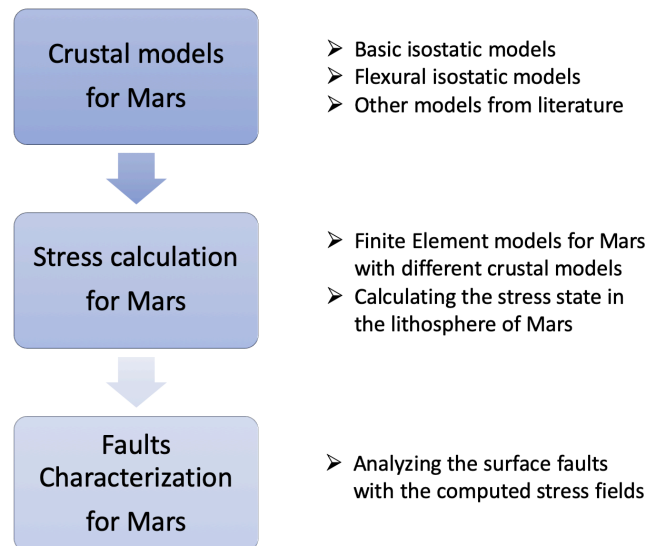 Crustal models
for Mars
➢ Basic isostatic models
➢ Flexural isostatic models
➢ Other models from literature
Stress calculation
for Mars
➢ Finite Element models for Mars
with different crustal models
➢ Calculating the stress state in
the lithosphere of Mars
Faults
Characterization
for Mars
➢ Analyzing the surface faults
with the computed stress fields